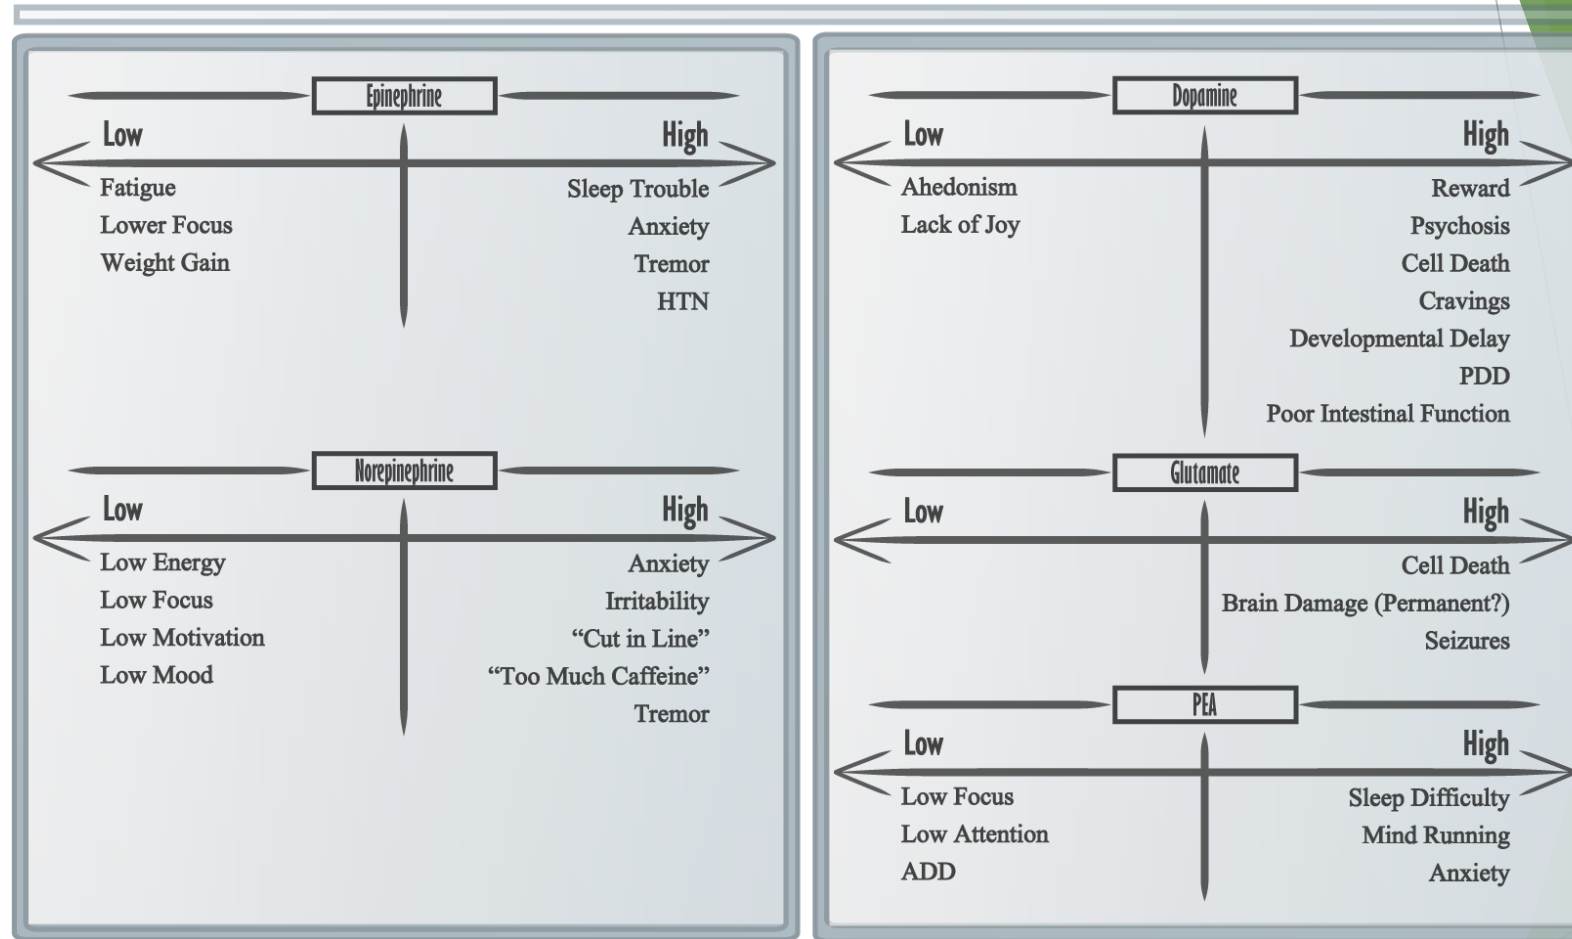 Epinephrine
Low
High
Fatigue
Lower Focus
Weight Gain
Sleep Trouble
Anxiety
Tremor
HTN
Norepinephrine
Low
High
Low Energy
Low Focus
Low Motivation
Low Mood
Anxiety
Irritability
“Cut in Line”
“Too Much Caffeine”
Tremor
Dopamine
Low
High
Ahedonism
Lack of Joy
Reward
Psychosis
Cell Death
Cravings
Developmental Delay
PDD
Poor Intestinal Function
Glutamate
Low
High
Cell Death
Brain Damage (Permanent?)
Seizures
PEA
Low
High
Low Focus
Low Attention
ADD
Sleep Difficulty
Mind Running
Anxiety